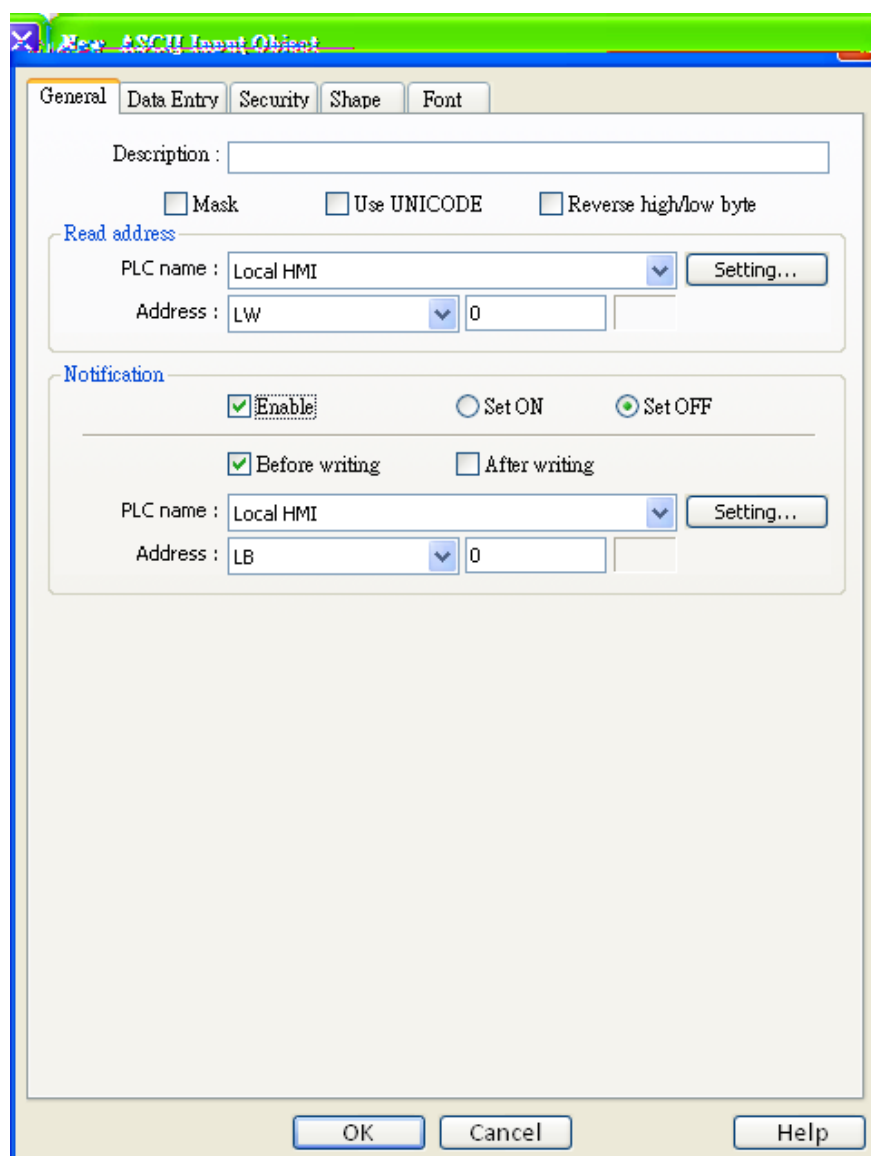 New ASCII Input Object
General Data Entry Security Shape Font
Description :
Mask Use UNICODE Reverse high/low byte
Read address
PLC name : Local HMI Setting...
Address : LW 0
Notification
Enable Set ON Set OFF
Before writing After writing
PLC name : Local HMI Setting...
Address : LB 0
OK Cancel Help